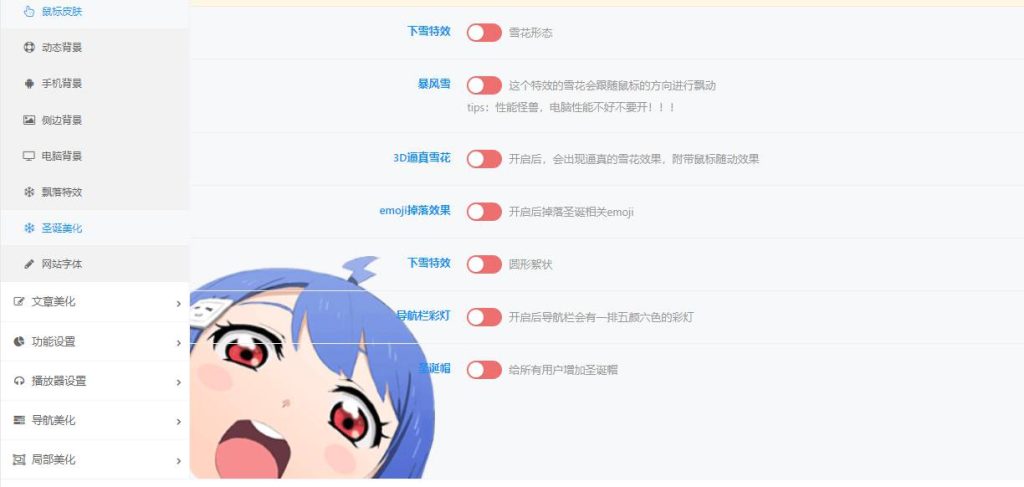 鼠标皮肤
动态背景
手机背景
侧边背景
电脑背景
飘落特效
圣诞美化
网站字体
文章美化
功能设置
播放器设置
导航美化
局部美化
下雪特效 雪花形态
暴风雪 这个特效的雪花会跟随鼠标的方向进行飘动
tips：性能怪兽，电脑性能不好不要开！！！
3D逼真雪花 开启后，会出现逼真的雪花效果，附带鼠标随动效果
emoji掉落效果 开启后掉落圣诞相关emoji
下雪特效 圆形絮状
导航栏彩灯 开启后导航栏会有一排五颜六色的彩灯
圣诞帽 给所有用户增加圣诞帽